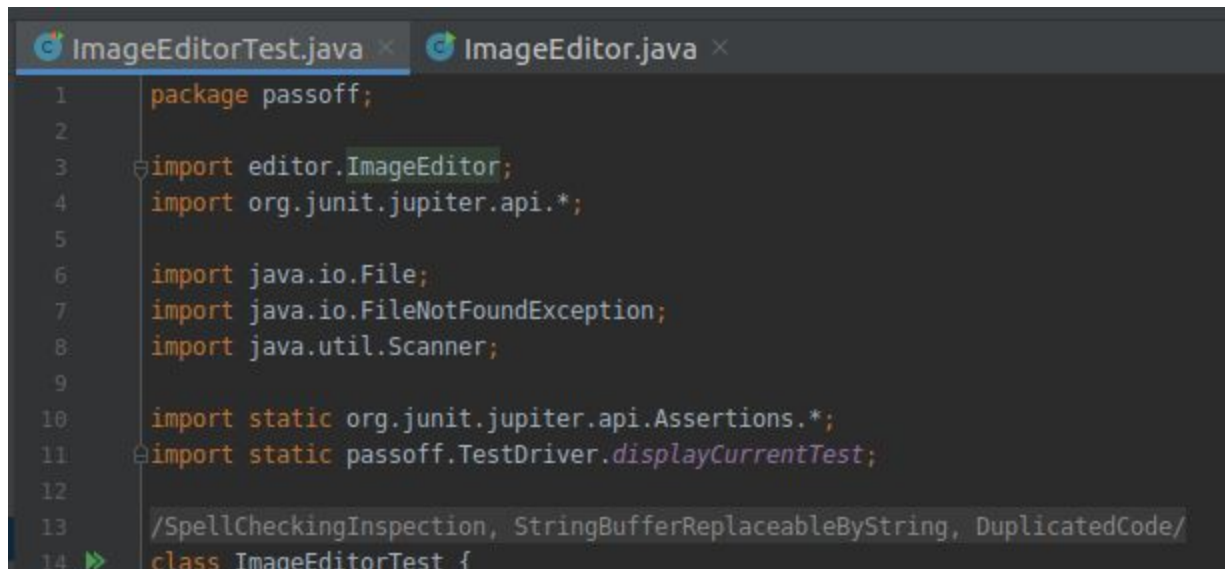 ImageEditorTest.java × ImageEditor.java ×
1 package passoff;
2
3 import editor.ImageEditor;
4 import org.junit.jupiter.api.*;
5
6 import java.io.File;
7 import java.io.FileNotFoundException;
8 import java.util.Scanner;
9
10 import static org.junit.jupiter.api.Assertions.*;
11 import static passoff.TestDriver.displayCurrentTest;
12
13 /SpellCheckingInspection, StringBufferReplaceableByString, DuplicatedCode/
14 class ImageEditorTest {